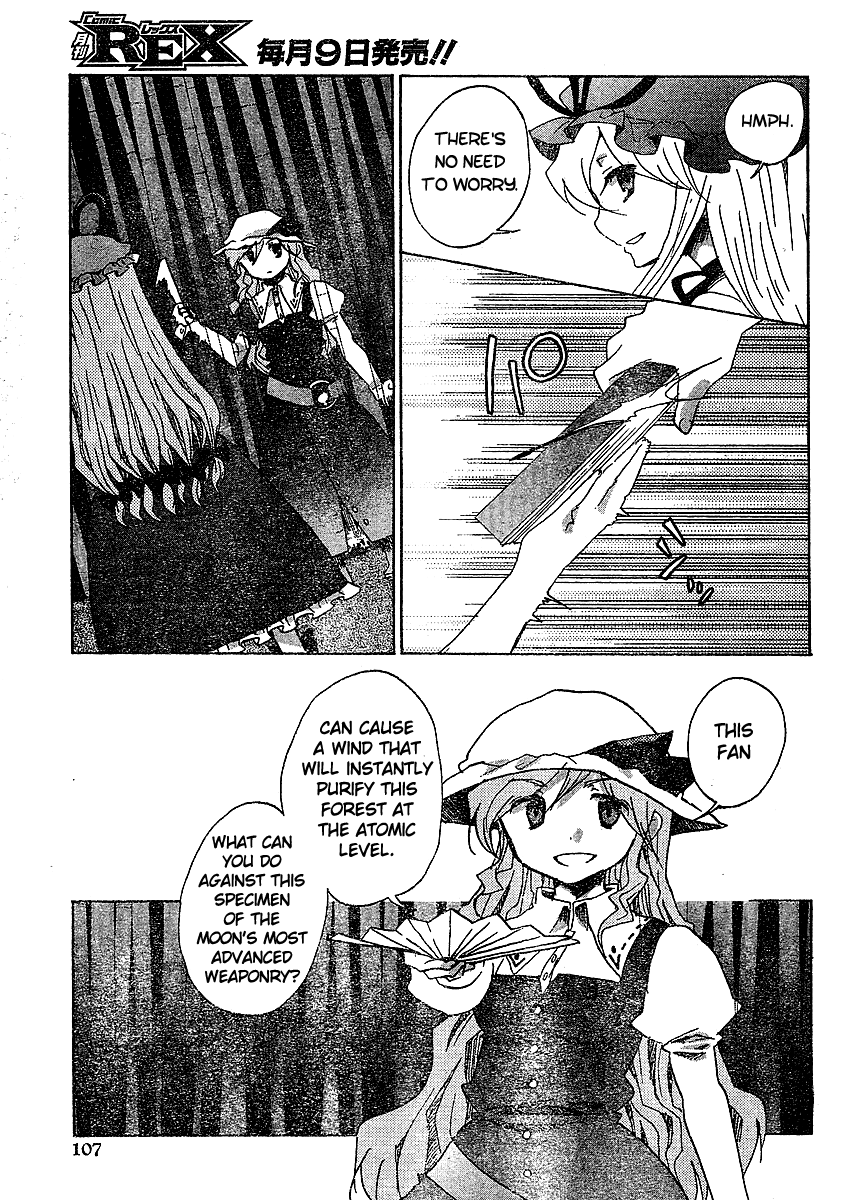 Comic レックス
月刊 REX 毎月9日発売!!
HMPH.
THERE'S
NO NEED
TO WORRY.
THIS
FAN
CAN CAUSE
A WIND THAT
WILL INSTANTLY
PURIFY THIS
FOREST AT
THE ATOMIC
LEVEL.
WHAT CAN
YOU DO
AGAINST THIS
SPECIMEN
OF THE
MOON'S MOST
ADVANCED
WEAPONRY?
107